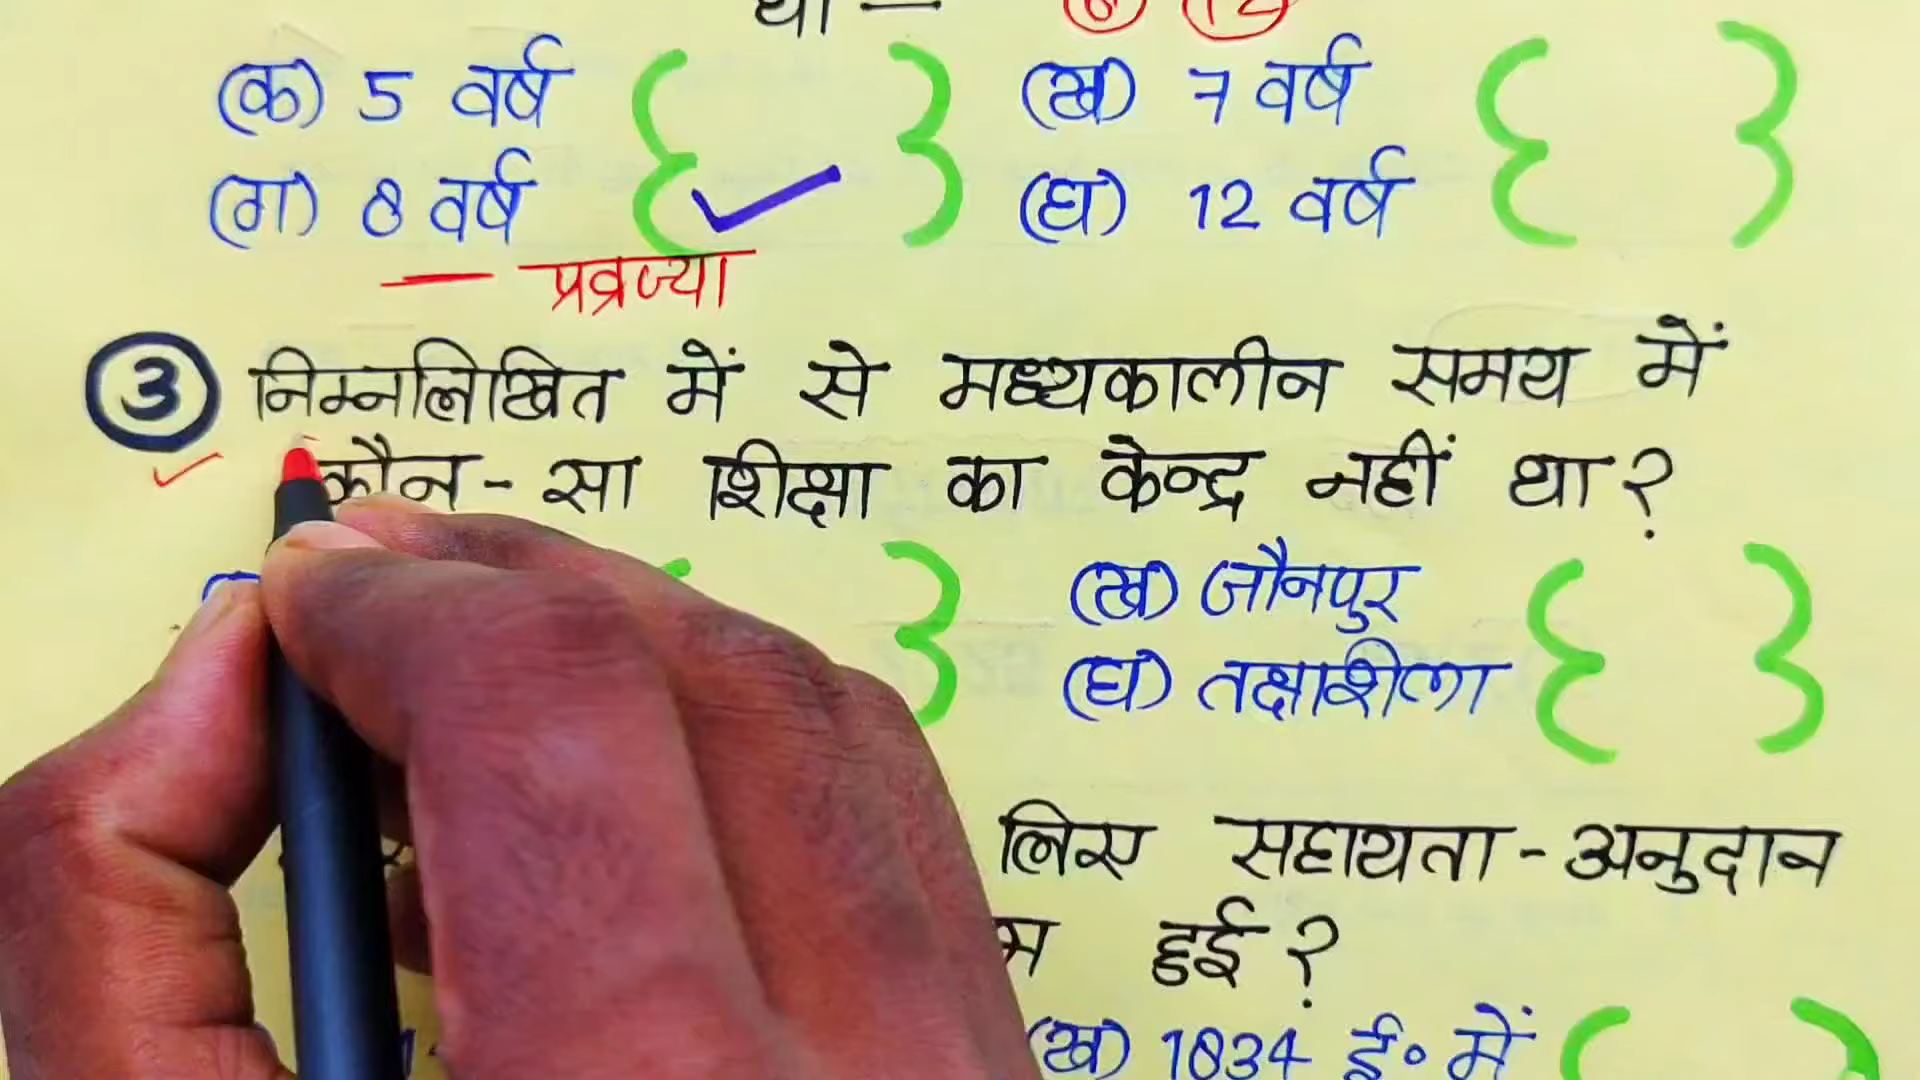 था —
(क) 5 वर्ष (ख) 7 वर्ष
(ग) 8 वर्ष (घ) 12 वर्ष
— प्रव्रज्या
③ निम्नलिखित में से मध्यकालीन समय में
कौन - सा शिक्षा का केन्द्र नहीं था ?
(ख) जौनपुर
(घ) तक्षशिला
लिए सहायता - अनुदान
हुई ?
(ख) 1834 ई० में